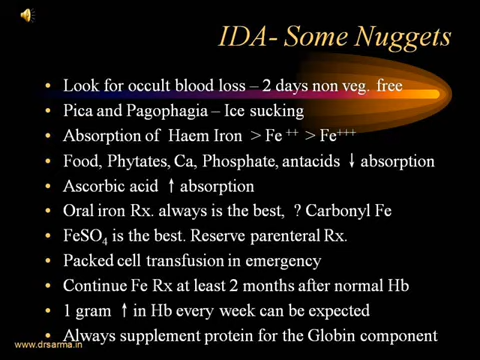 IDA- Some Nuggets
• Look for occult blood loss – 2 days non veg. free
• Pica and Pagophagia – Ice sucking
• Absorption of Haem Iron > Fe ++ > Fe+++
• Food, Phytates, Ca, Phosphate, antacids ↓ absorption
• Ascorbic acid ↑ absorption
• Oral iron Rx. always is the best, ? Carbonyl Fe
• FeSO4 is the best. Reserve parenteral Rx.
• Packed cell transfusion in emergency
• Continue Fe Rx at least 2 months after normal Hb
• 1 gram ↑ in Hb every week can be expected
• Always supplement protein for the Globin component
www.drsarma.in